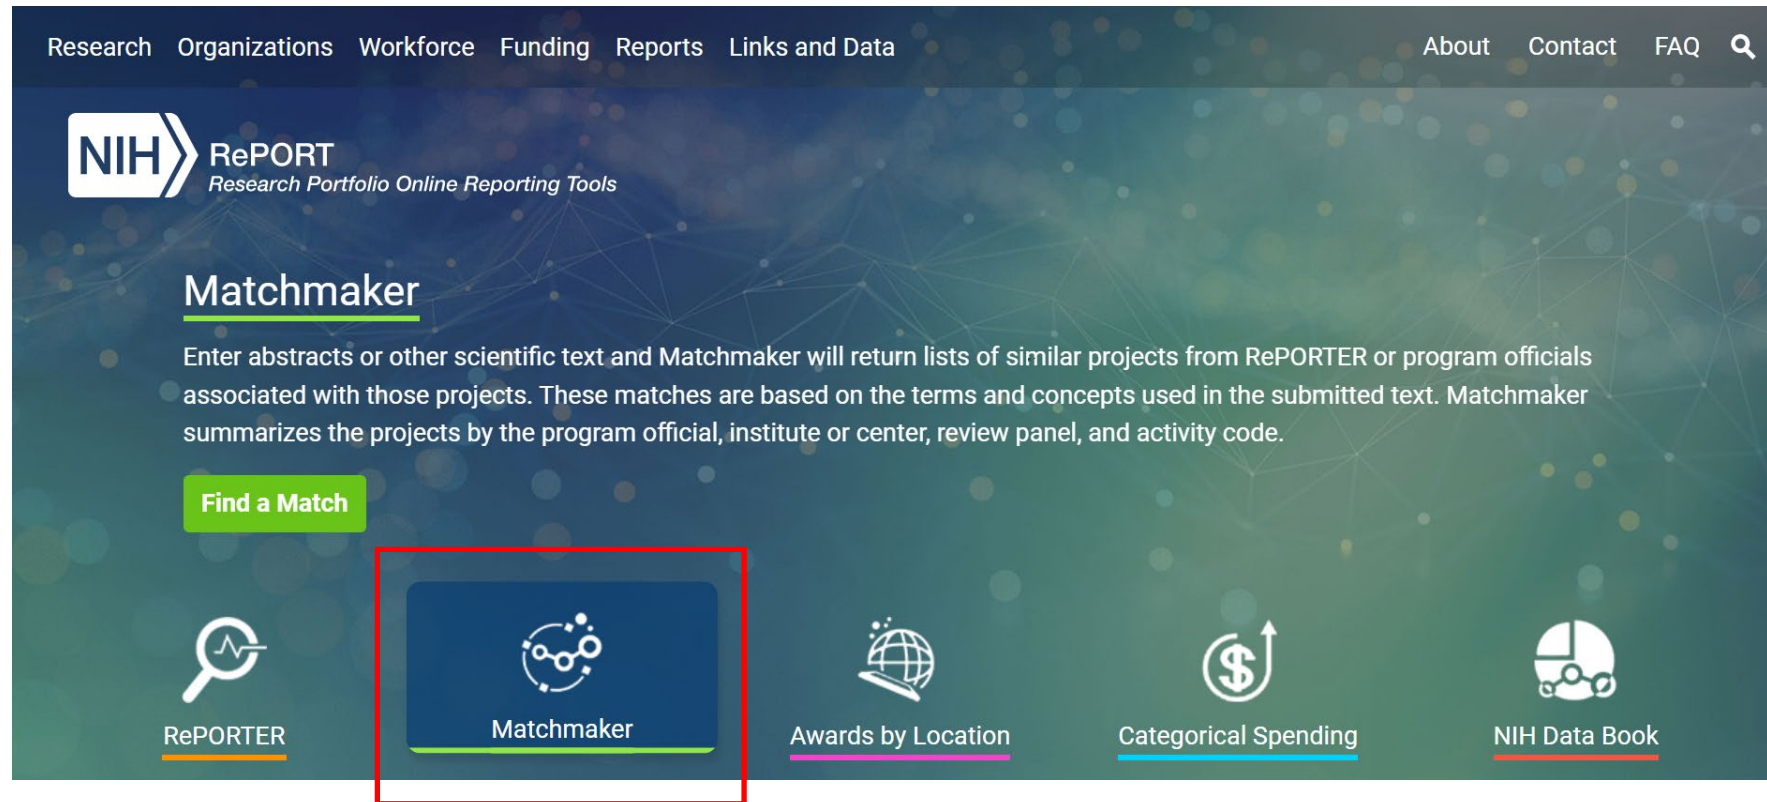 Research Organizations Workforce Funding Reports Links and Data About Contact FAQ
NIH RePORT
Research Portfolio Online Reporting Tools
Matchmaker
Enter abstracts or other scientific text and Matchmaker will return lists of similar projects from RePORTER or program officials
associated with those projects. These matches are based on the terms and concepts used in the submitted text. Matchmaker
summarizes the projects by the program official, institute or center, review panel, and activity code.
Find a Match
$
RePORTER Matchmaker Awards by Location Categorical Spending NIH Data Book